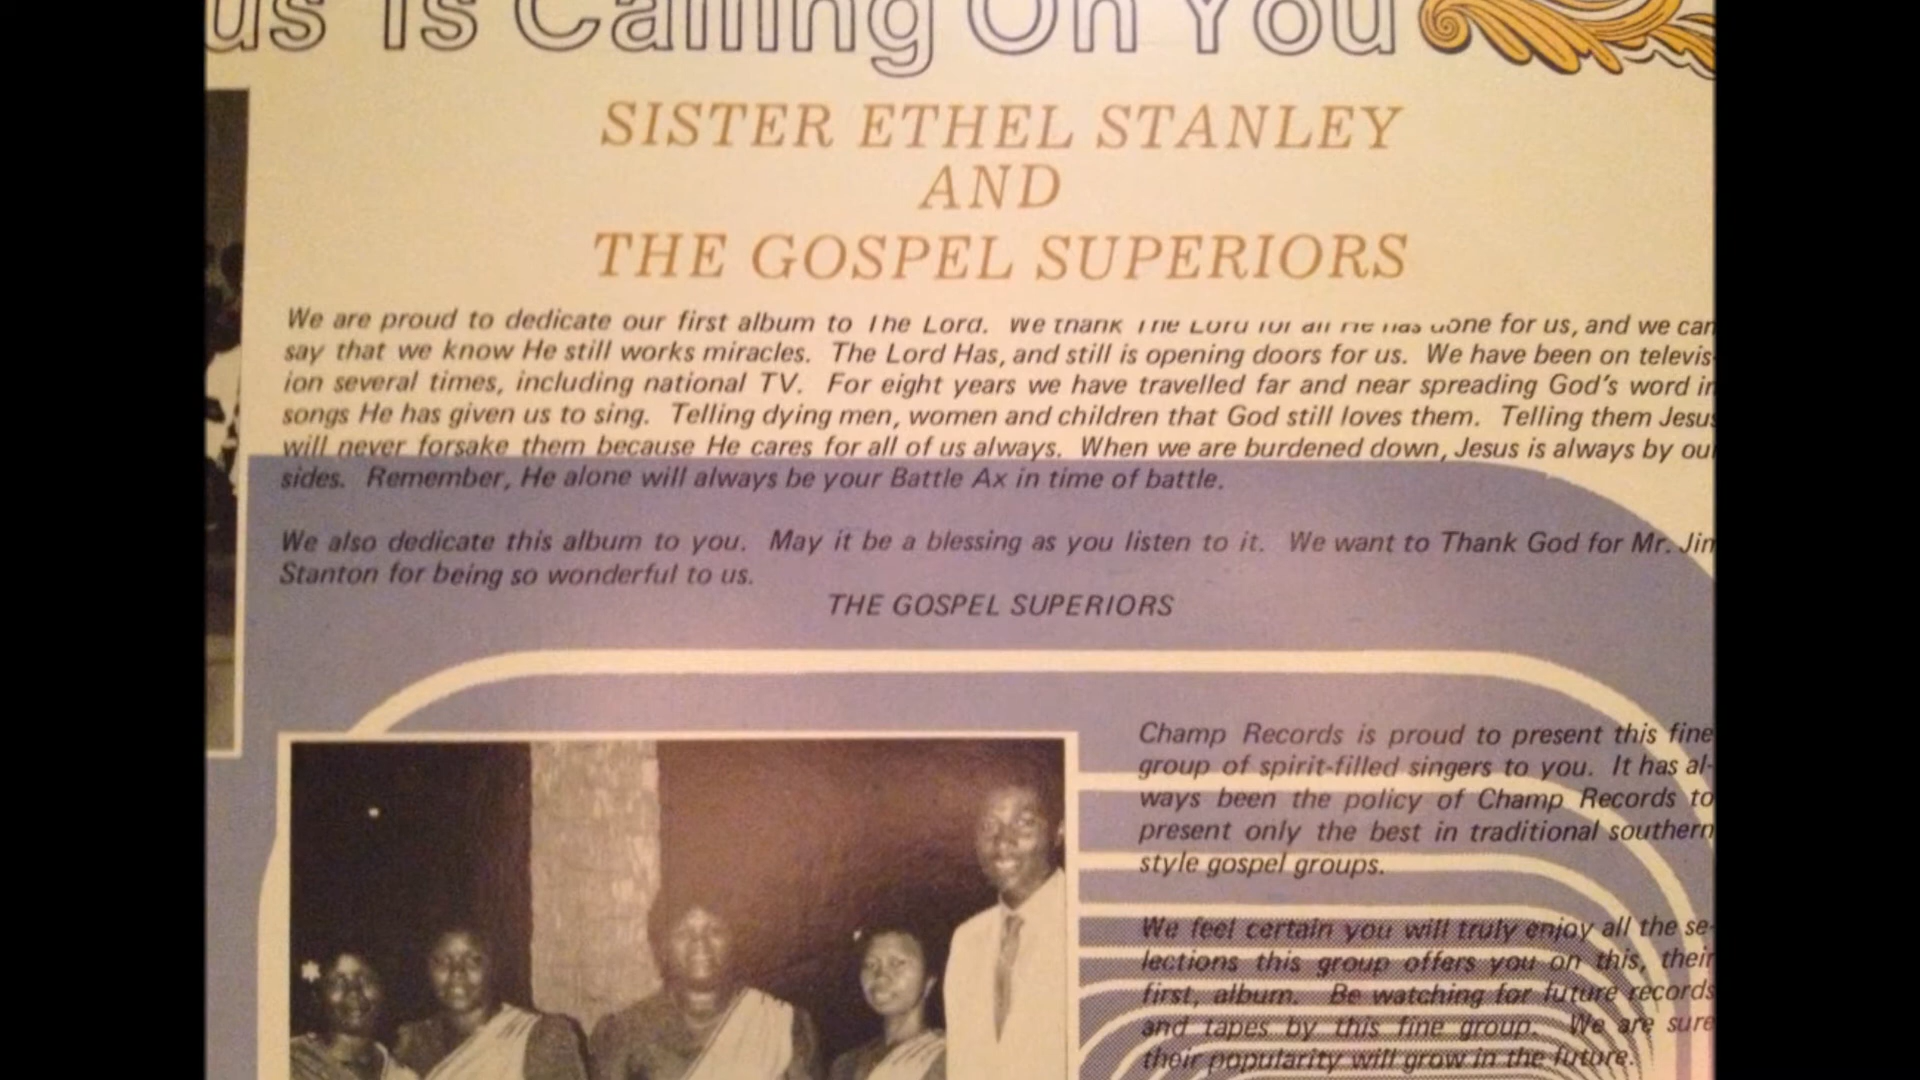 us Is Calling On You
SISTER ETHEL STANLEY
AND
THE GOSPEL SUPERIORS
We are proud to dedicate our first album to The Lord. We thank The Lord for all He has done for us, and we can
say that we know He still works miracles. The Lord Has, and still is opening doors for us. We have been on televis-
ion several times, including national TV. For eight years we have travelled far and near spreading God's word in
songs He has given us to sing. Telling dying men, women and children that God still loves them. Telling them Jesus
will never forsake them because He cares for all of us always. When we are burdened down, Jesus is always by our
sides. Remember, He alone will always be your Battle Ax in time of battle.
We also dedicate this album to you. May it be a blessing as you listen to it. We want to Thank God for Mr. Jim
Stanton for being so wonderful to us.
THE GOSPEL SUPERIORS
Champ Records is proud to present this fine
group of spirit-filled singers to you. It has al-
ways been the policy of Champ Records to
present only the best in traditional southern
style gospel groups.
We feel certain you will truly enjoy all the se-
lections this group offers you on this, their
first, album. Be watching for future records
and tapes by this fine group. We are sure
their popularity will grow in the future.